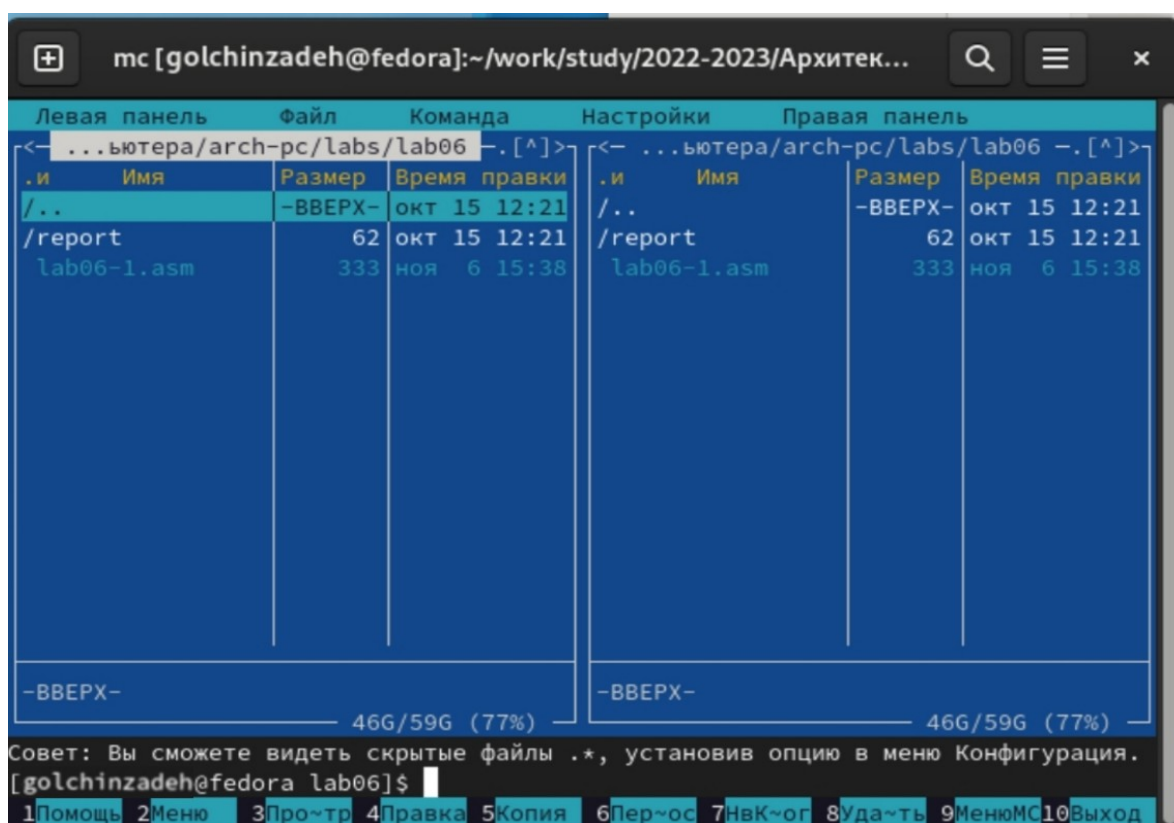 mc [golchinzadeh@fedora]:~/work/study/2022-2023/Архитек...
Левая панель Файл Команда Настройки Правая панель
<— ...ьютера/arch-pc/labs/lab06 —.[^]> <— ...ьютера/arch-pc/labs/lab06 —.[^]>
.и Имя Размер Время правки .и Имя Размер Время правки
/.. -ВВЕРХ- окт 15 12:21 /.. -ВВЕРХ- окт 15 12:21
/report 62 окт 15 12:21 /report 62 окт 15 12:21
lab06-1.asm 333 ноя 6 15:38 lab06-1.asm 333 ноя 6 15:38
-ВВЕРХ- -ВВЕРХ-
46G/59G (77%) 46G/59G (77%)
Совет: Вы сможете видеть скрытые файлы .*, установив опцию в меню Конфигурация.
[golchinzadeh@fedora lab06]$
1Помощь 2Меню 3Про~тр 4Правка 5Копия 6Пер~ос 7НвК~ог 8Уда~ть 9МенюMC 10Выход